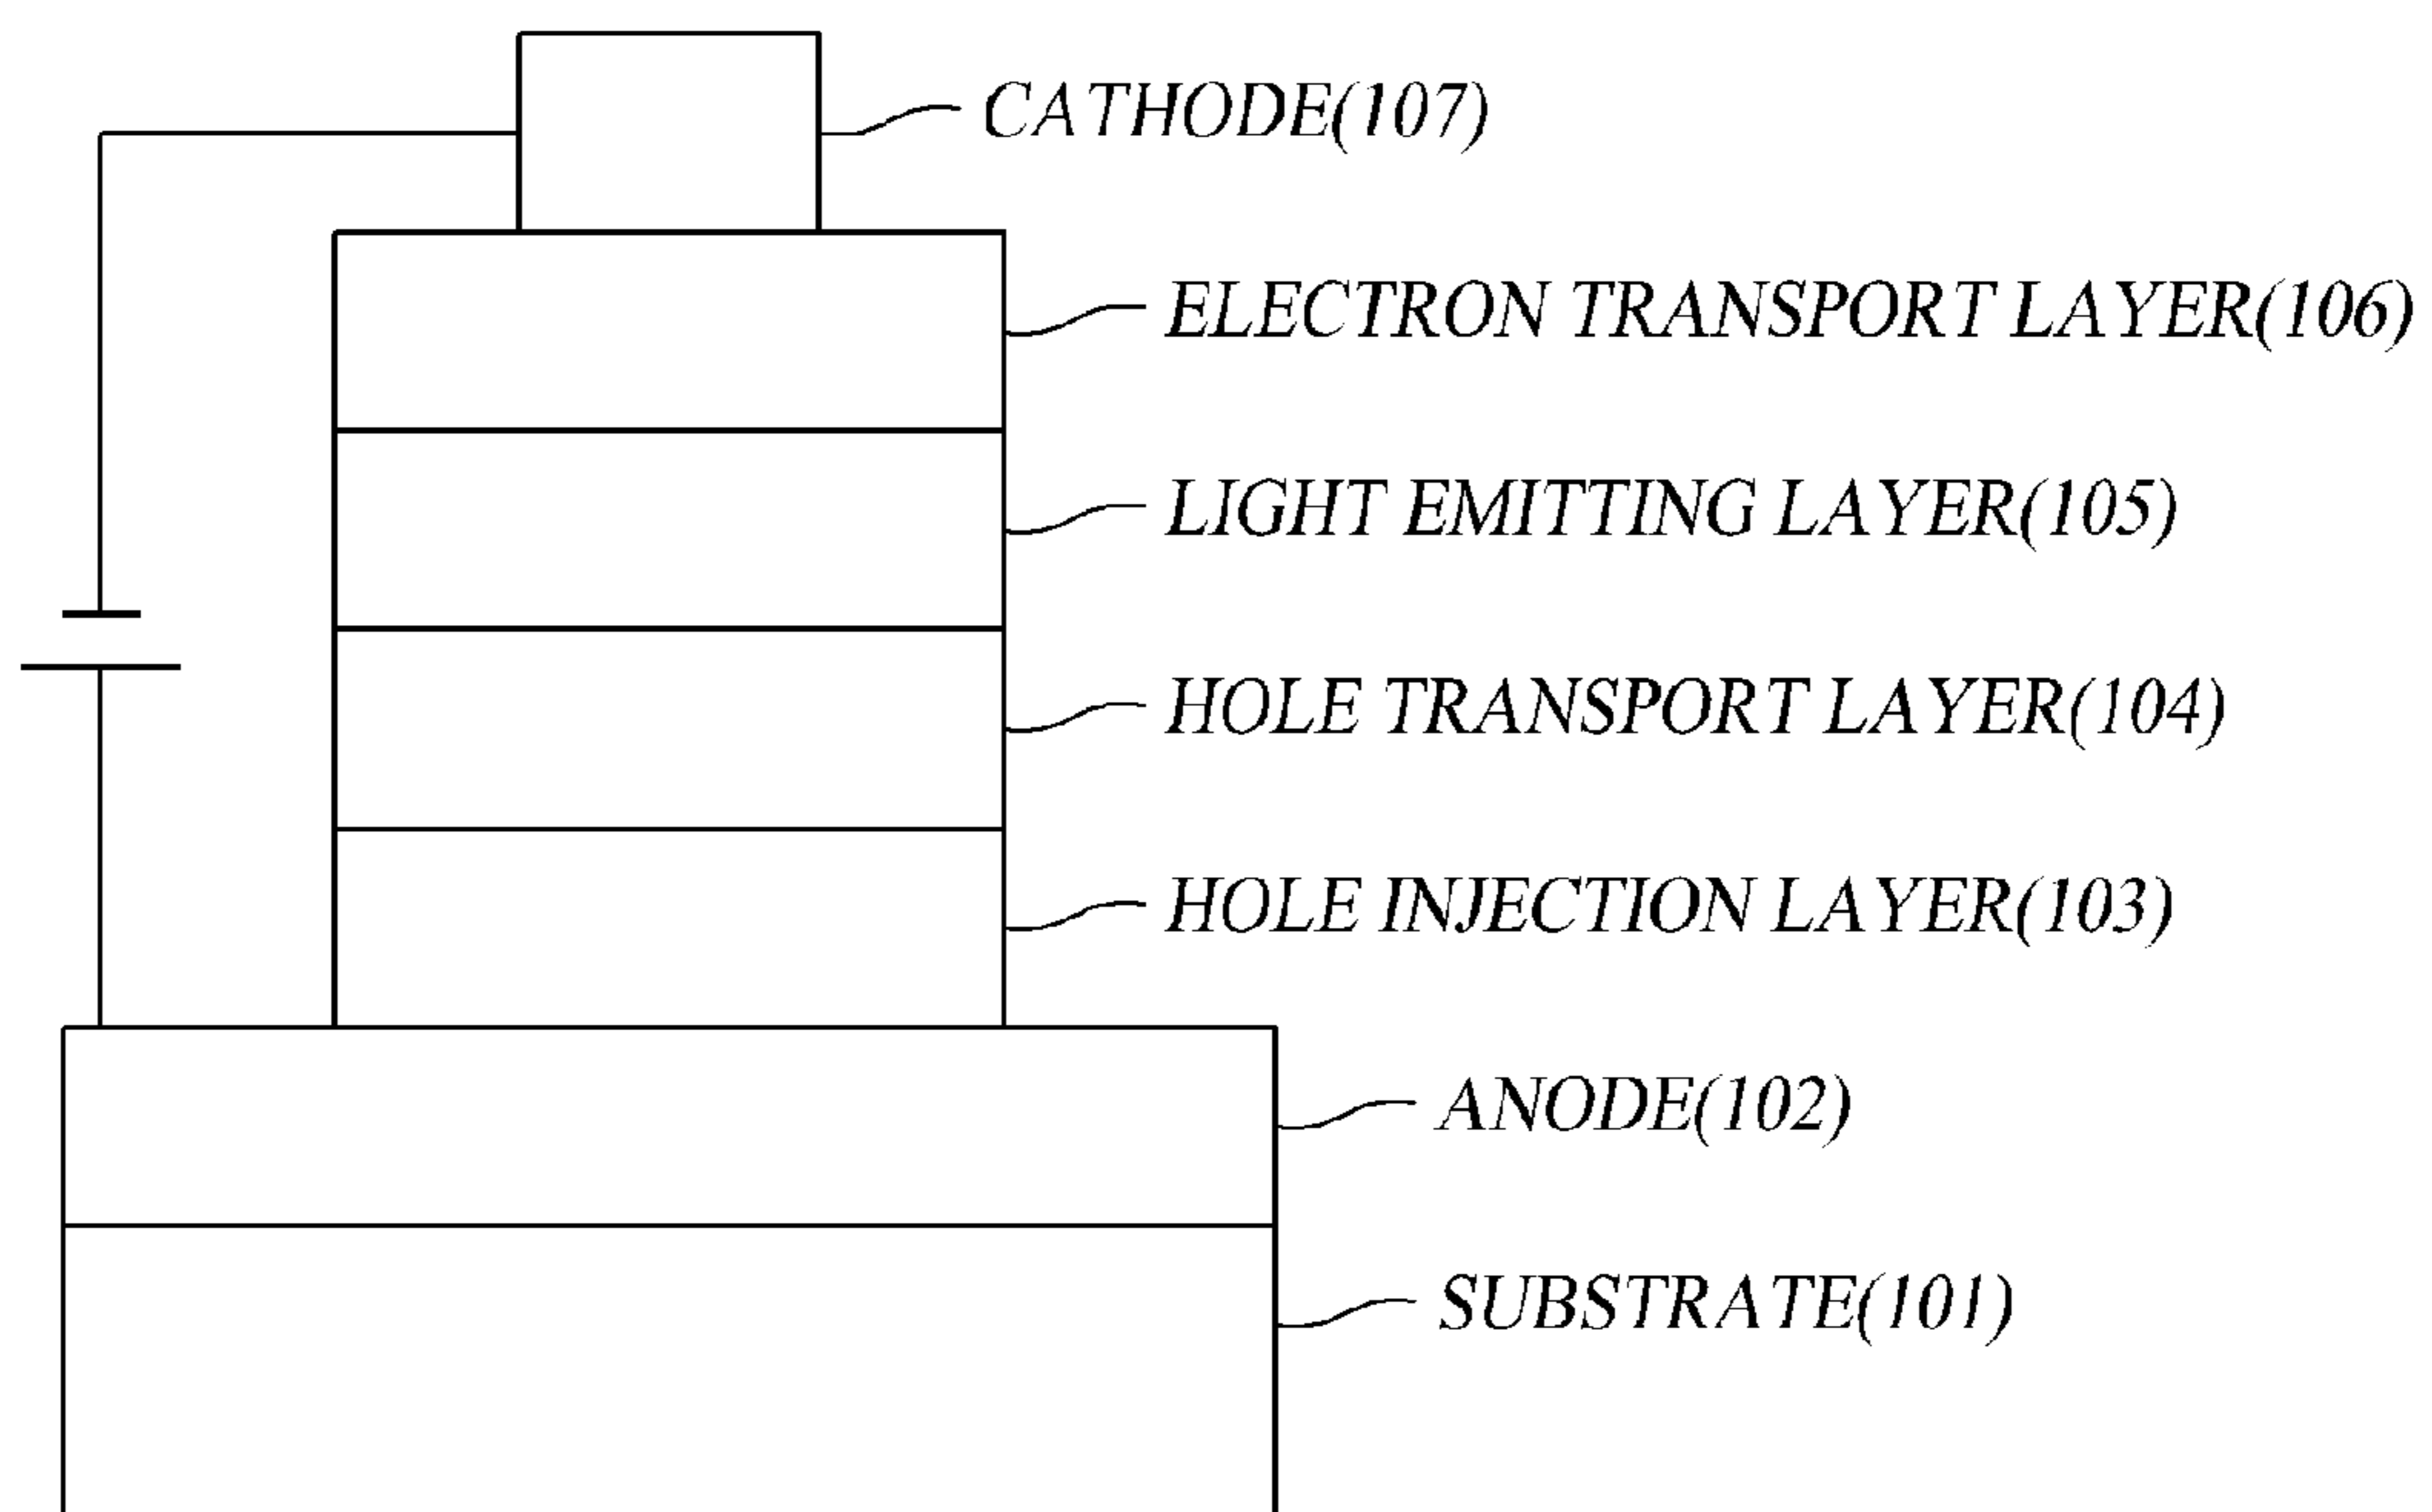 CATHODE(107)
ELECTRON TRANSPORT LAYER(106)
LIGHT EMITTING LAYER(105)
HOLE TRANSPORT LAYER(104)
HOLE INJECTION LAYER(103)
ANODE(102)
SUBSTRATE(101)